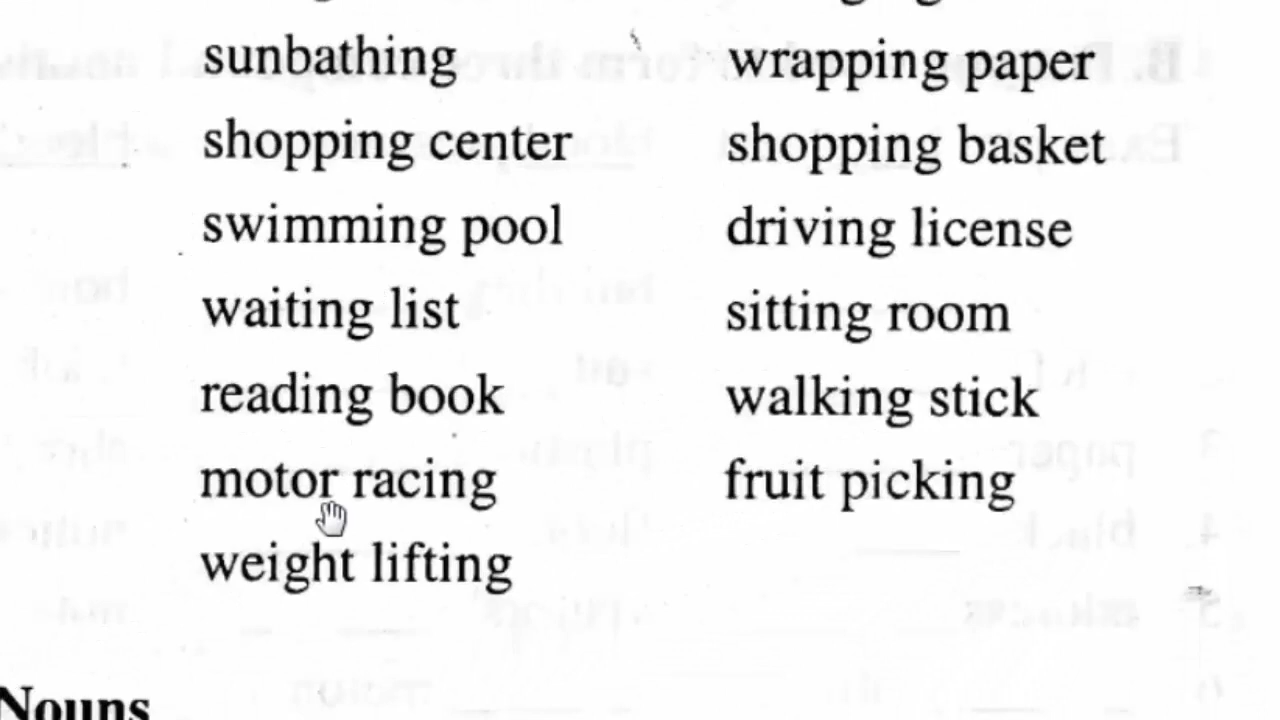 sunbathing
wrapping paper
shopping center
shopping basket
swimming pool
driving license
waiting list
sitting room
reading book
walking stick
motor racing
fruit picking
weight lifting
Nouns